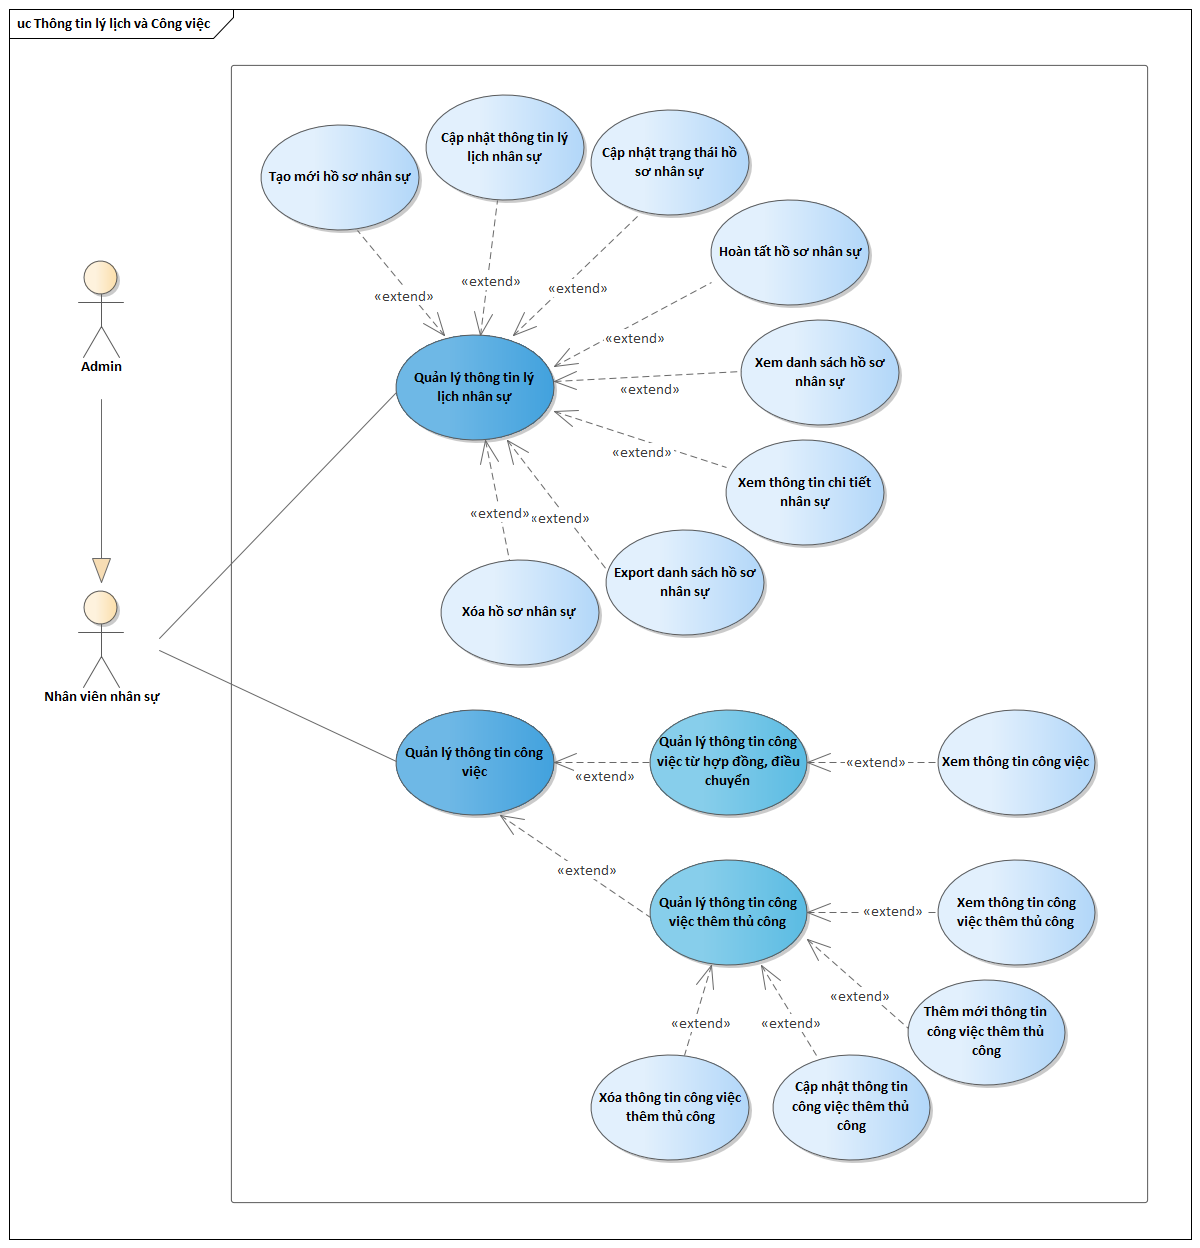 uc Thông tin lý lịch và Công việc
Tạo mới hồ sơ nhân sự
Cập nhật thông tin lý
lịch nhân sự
Cập nhật trạng thái hồ
sơ nhân sự
Hoàn tất hồ sơ nhân sự
«extend»
«extend»
«extend»
«extend»
Admin
Quản lý thông tin lý
lịch nhân sự
Xem danh sách hồ sơ
nhân sự
«extend»
«extend»
Xem thông tin chi tiết
nhân sự
«extend»
«extend»
Export danh sách hồ sơ
nhân sự
Xóa hồ sơ nhân sự
Nhân viên nhân sự
Quản lý thông tin công
việc
«extend»
Quản lý thông tin công
việc từ hợp đồng, điều
chuyển
«extend»
Xem thông tin công việc
«extend»
Quản lý thông tin công
việc thêm thủ công
«extend»
Xem thông tin công
việc thêm thủ công
«extend»
Thêm mới thông tin
công việc thêm thủ
công
«extend»
«extend»
Xóa thông tin công việc
thêm thủ công
Cập nhật thông tin
công việc thêm thủ
công